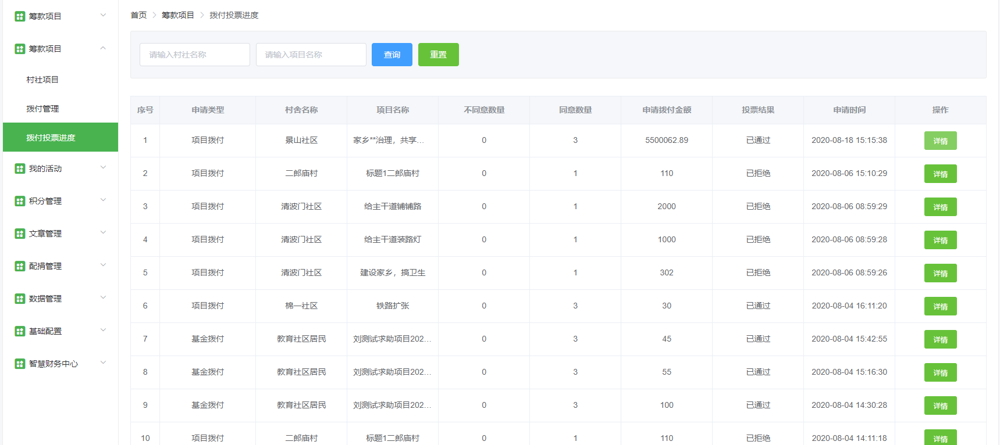 筹款项目
筹款项目
村社项目
拨付管理
拨付投票进度
我的活动
积分管理
文章管理
配捐管理
数据管理
基础配置
智慧财务中心
首页 筹款项目 拨付投票进度
请输入村社名称 请输入项目名称 查询 重置
序号 申请类型 村舍名称 项目名称 不同意数量 同意数量 申请拨付金额 投票结果 申请时间 操作
1 项目拨付 景山社区 家乡**治理，共享... 0 3 5500062.89 已通过 2020-08-18 15:15:38 详情
2 项目拨付 二郎庙村 标题1二郎庙村 0 1 110 已拒绝 2020-08-06 15:10:29 详情
3 项目拨付 清波门社区 给主干道铺铺路 0 1 2000 已拒绝 2020-08-06 08:59:29 详情
4 项目拨付 清波门社区 给主干道装路灯 0 1 1000 已拒绝 2020-08-06 08:59:28 详情
5 项目拨付 清波门社区 建设家乡，搞卫生 0 1 302 已拒绝 2020-08-06 08:59:26 详情
6 项目拨付 棉一社区 铁路扩张 0 3 30 已通过 2020-08-04 16:11:20 详情
7 基金拨付 教育社区居民 刘测试求助项目202... 0 3 45 已通过 2020-08-04 15:42:55 详情
8 基金拨付 教育社区居民 刘测试求助项目202... 0 3 55 已通过 2020-08-04 15:16:30 详情
9 基金拨付 教育社区居民 刘测试求助项目202... 0 3 100 已通过 2020-08-04 14:30:28 详情
10 项目拨付 二郎庙村 标题1二郎庙村 0 1 110 已拒绝 2020-08-04 14:11:18 详情